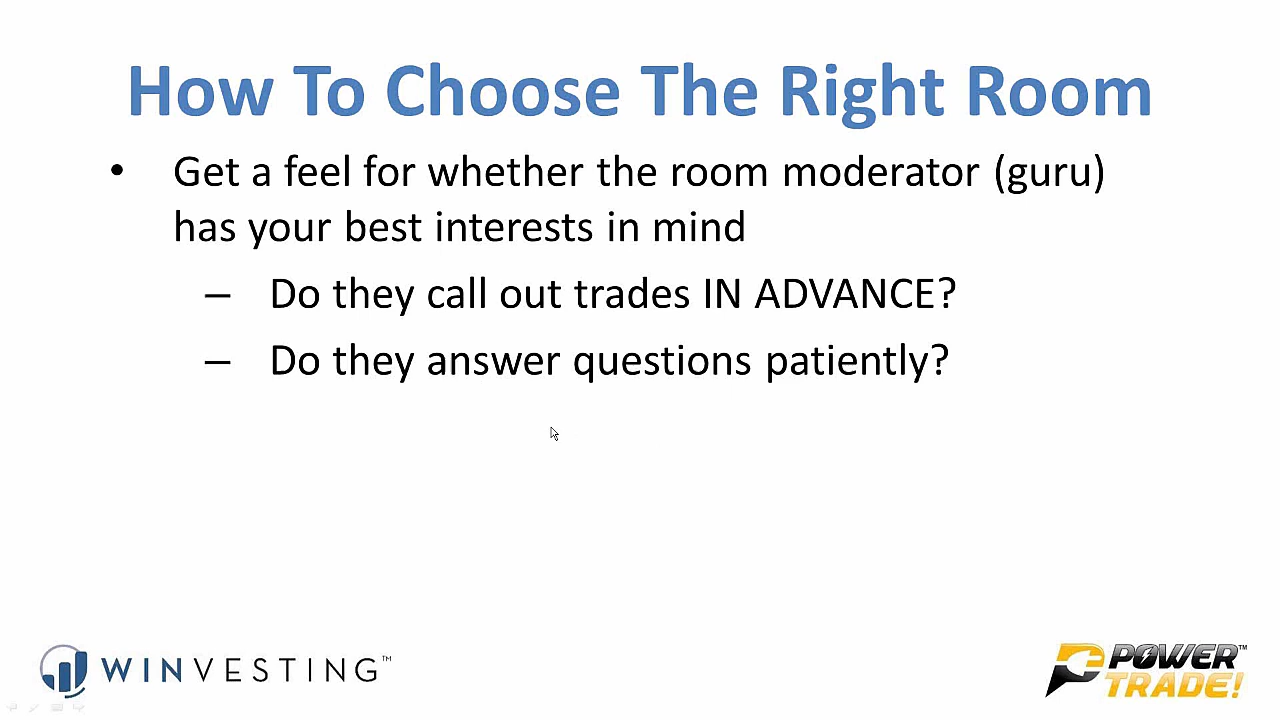 How To Choose The Right Room
• Get a feel for whether the room moderator (guru)
has your best interests in mind
– Do they call out trades IN ADVANCE?
– Do they answer questions patiently?
WINVESTING™
POWER™
TRADE!